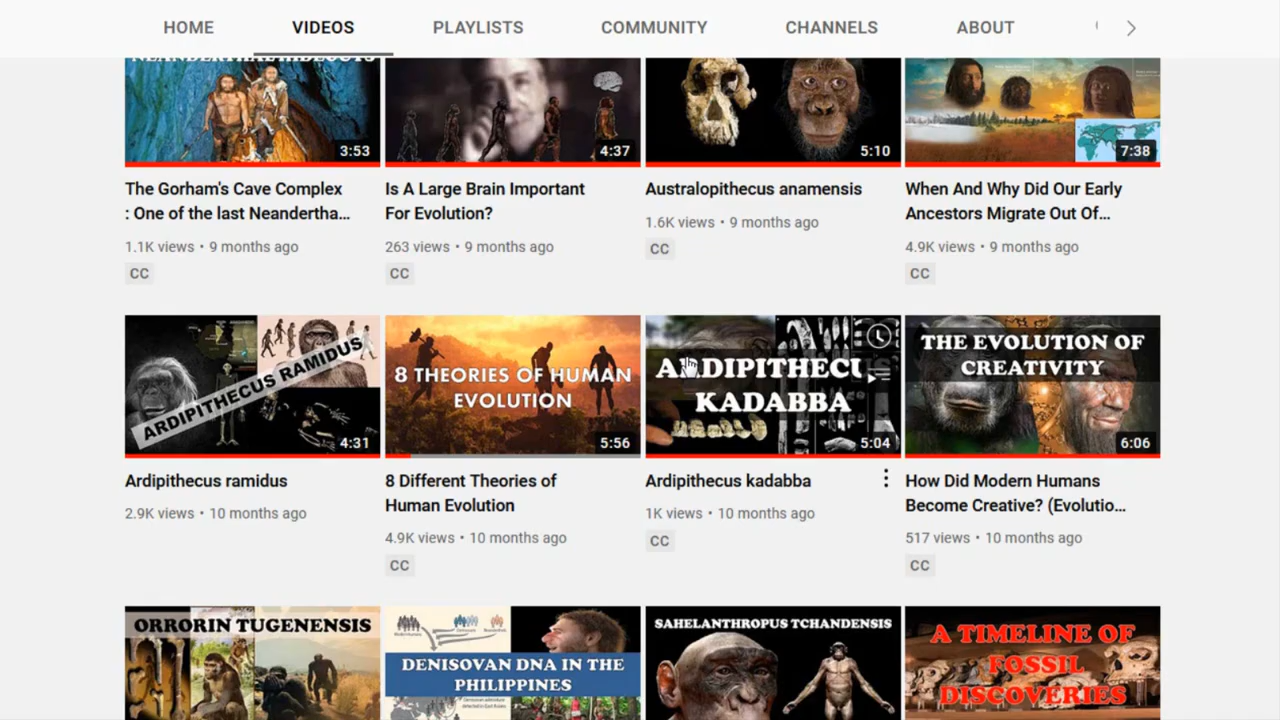 HOME VIDEOS PLAYLISTS COMMUNITY CHANNELS ABOUT
NEANDERTHAL HIDEOUTS
3:53
4:37
5:10
7:38
The Gorham's Cave Complex
: One of the last Neandertha...
1.1K views • 9 months ago
CC
Is A Large Brain Important
For Evolution?
263 views • 9 months ago
CC
Australopithecus anamensis
1.6K views • 9 months ago
CC
When And Why Did Our Early
Ancestors Migrate Out Of...
4.9K views • 9 months ago
CC
ARDIPITHECUS RAMIDUS
4:31
8 THEORIES OF HUMAN
EVOLUTION
5:56
ARDIPITHECU
KADABBA
5:04
THE EVOLUTION OF
CREATIVITY
6:06
Ardipithecus ramidus
2.9K views • 10 months ago
8 Different Theories of
Human Evolution
4.9K views • 10 months ago
CC
Ardipithecus kadabba
1K views • 10 months ago
CC
How Did Modern Humans
Become Creative? (Evolutio...
517 views • 10 months ago
CC
ORRORIN TUGENENSIS
DENISOVAN DNA IN THE
PHILIPPINES
SAHELANTHROPUS TCHANDENSIS
A TIMELINE OF
FOSSIL
DISCOVERIES